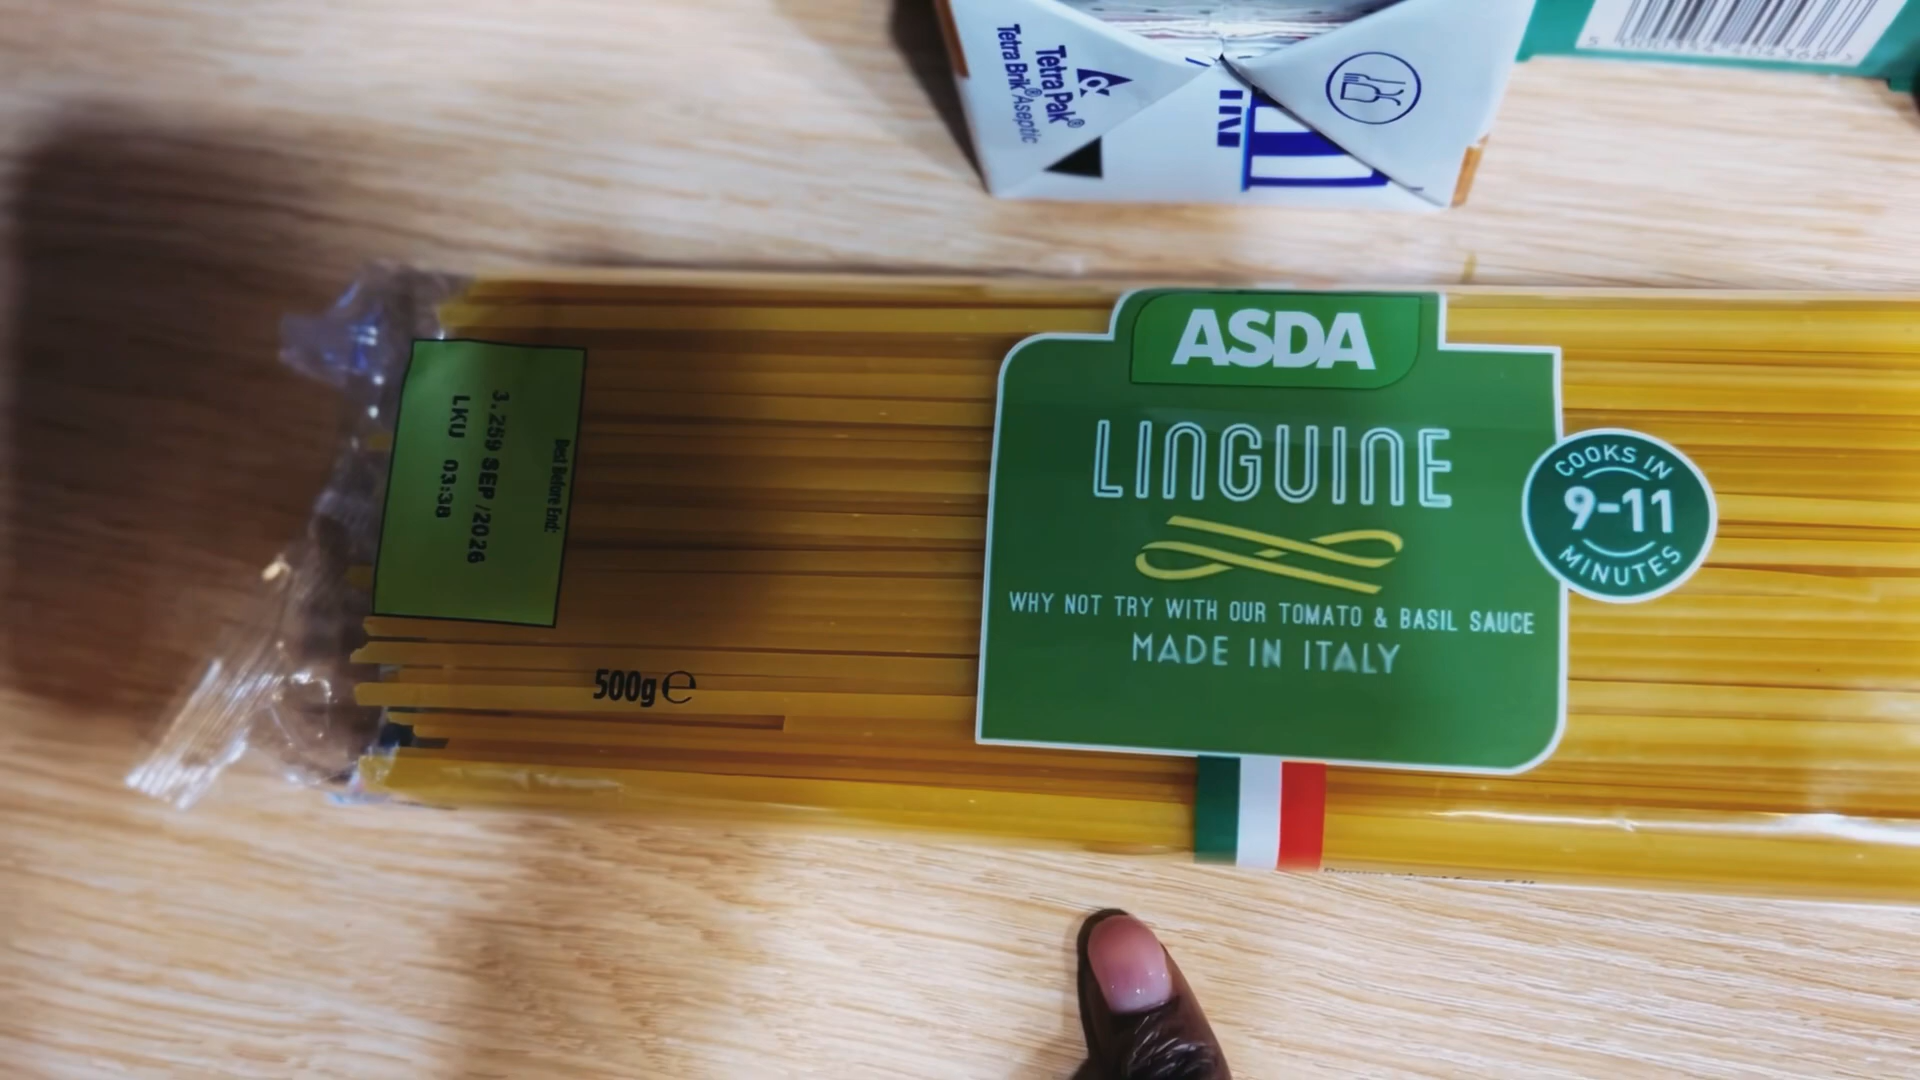 Tetra Pak®
Tetra Brik® Aseptic
ASDA
LINGUINE
WHY NOT TRY WITH OUR TOMATO & BASIL SAUCE
MADE IN ITALY
COOKS IN
9-11
MINUTES
Best Before End:
3.259 SEP /2026
LKU 03:38
500g ℮